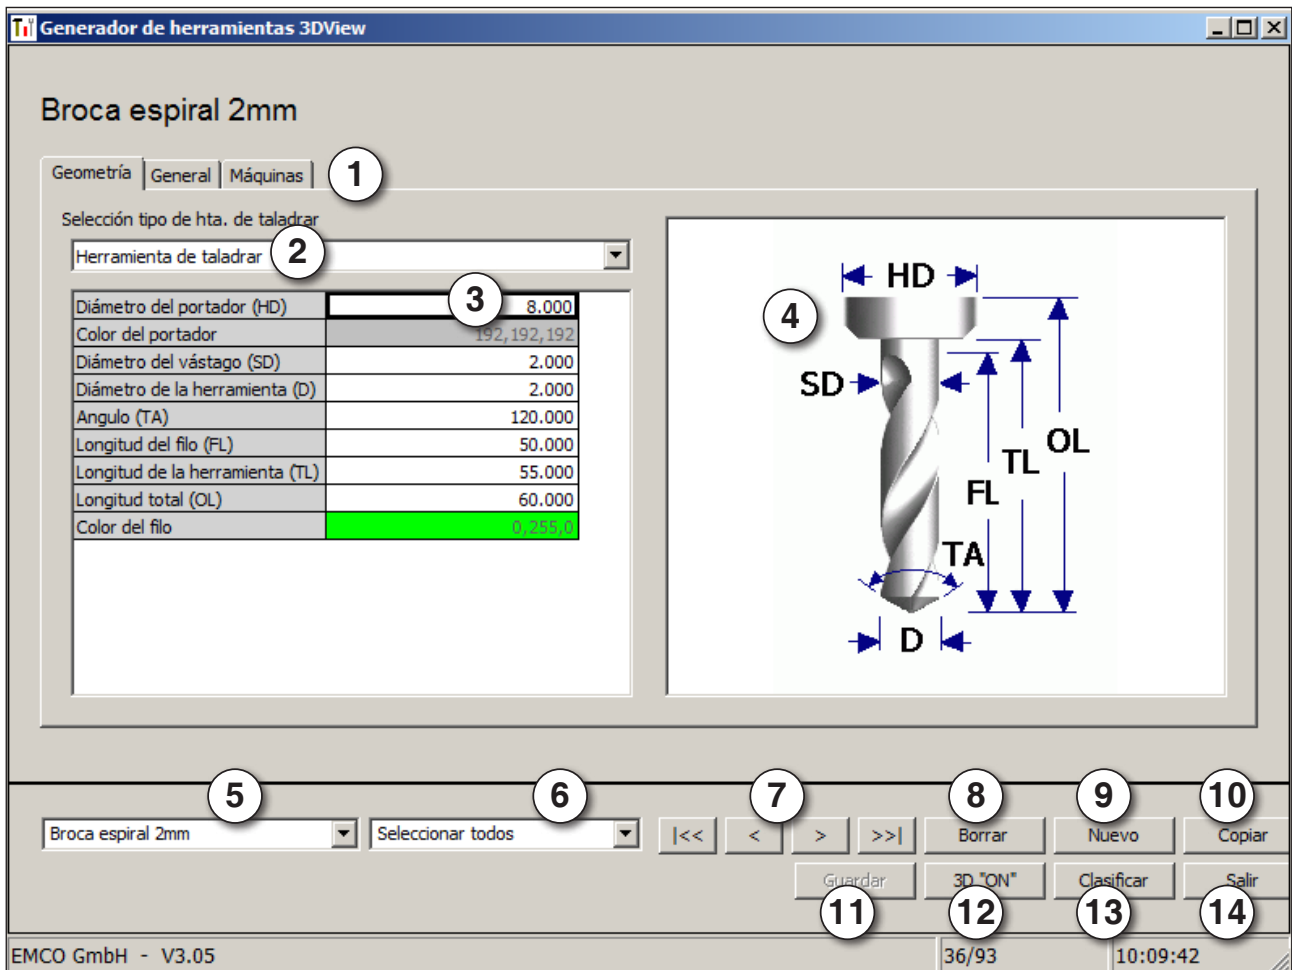 Generador de herramientas 3DView
Broca espiral 2mm
Geometría General Máquinas 1
Selección tipo de hta. de taladrar
Herramienta de taladrar 2
3
Diámetro del portador (HD) 8.000
Color del portador 192,192,192
Diámetro del vástago (SD) 2.000
Diámetro de la herramienta (D) 2.000
Angulo (TA) 120.000
Longitud del filo (FL) 50.000
Longitud de la herramienta (TL) 55.000
Longitud total (OL) 60.000
Color del filo 0,255,0
HD
4
SD
OL
TL
FL
TA
D
5 6 7 8 9 10
Broca espiral 2mm Seleccionar todos |<< < > >>| Borrar Nuevo Copiar
Guardar 3D "ON" Clasificar Salir
11 12 13 14
EMCO GmbH - V3.05 36/93 10:09:42